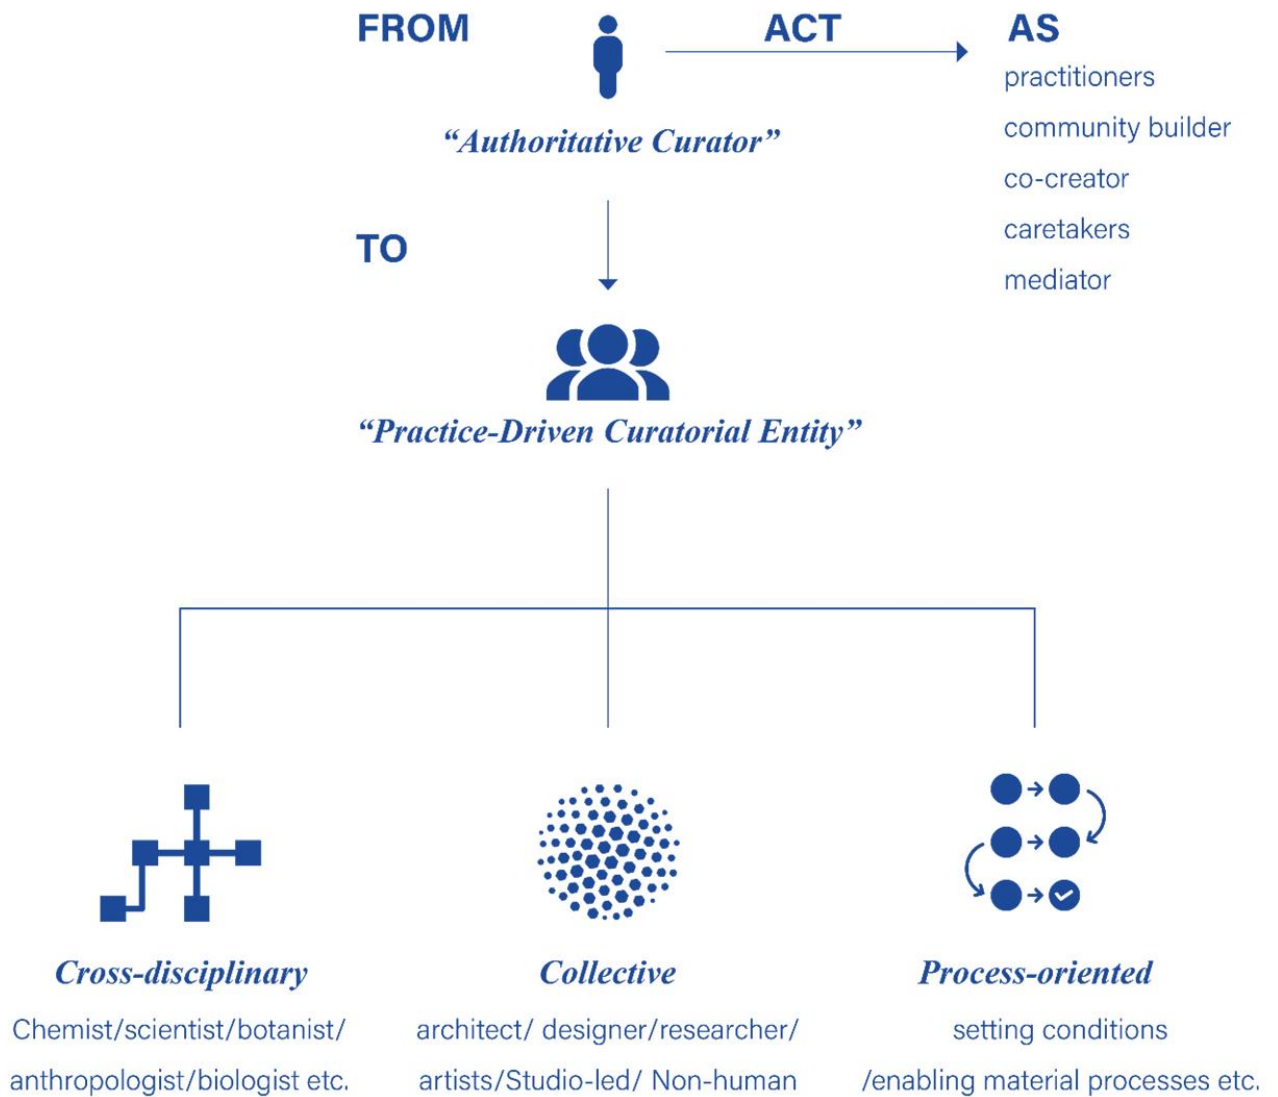 FROM
ACT
AS
practitioners
community builder
co-creator
caretakers
mediator
“Authoritative Curator”
TO
“Practice-Driven Curatorial Entity”
Cross-disciplinary
Chemist/scientist/botanist/
anthropologist/biologist etc.
Collective
architect/ designer/researcher/
artists/Studio-led/ Non-human
Process-oriented
setting conditions
/enabling material processes etc.